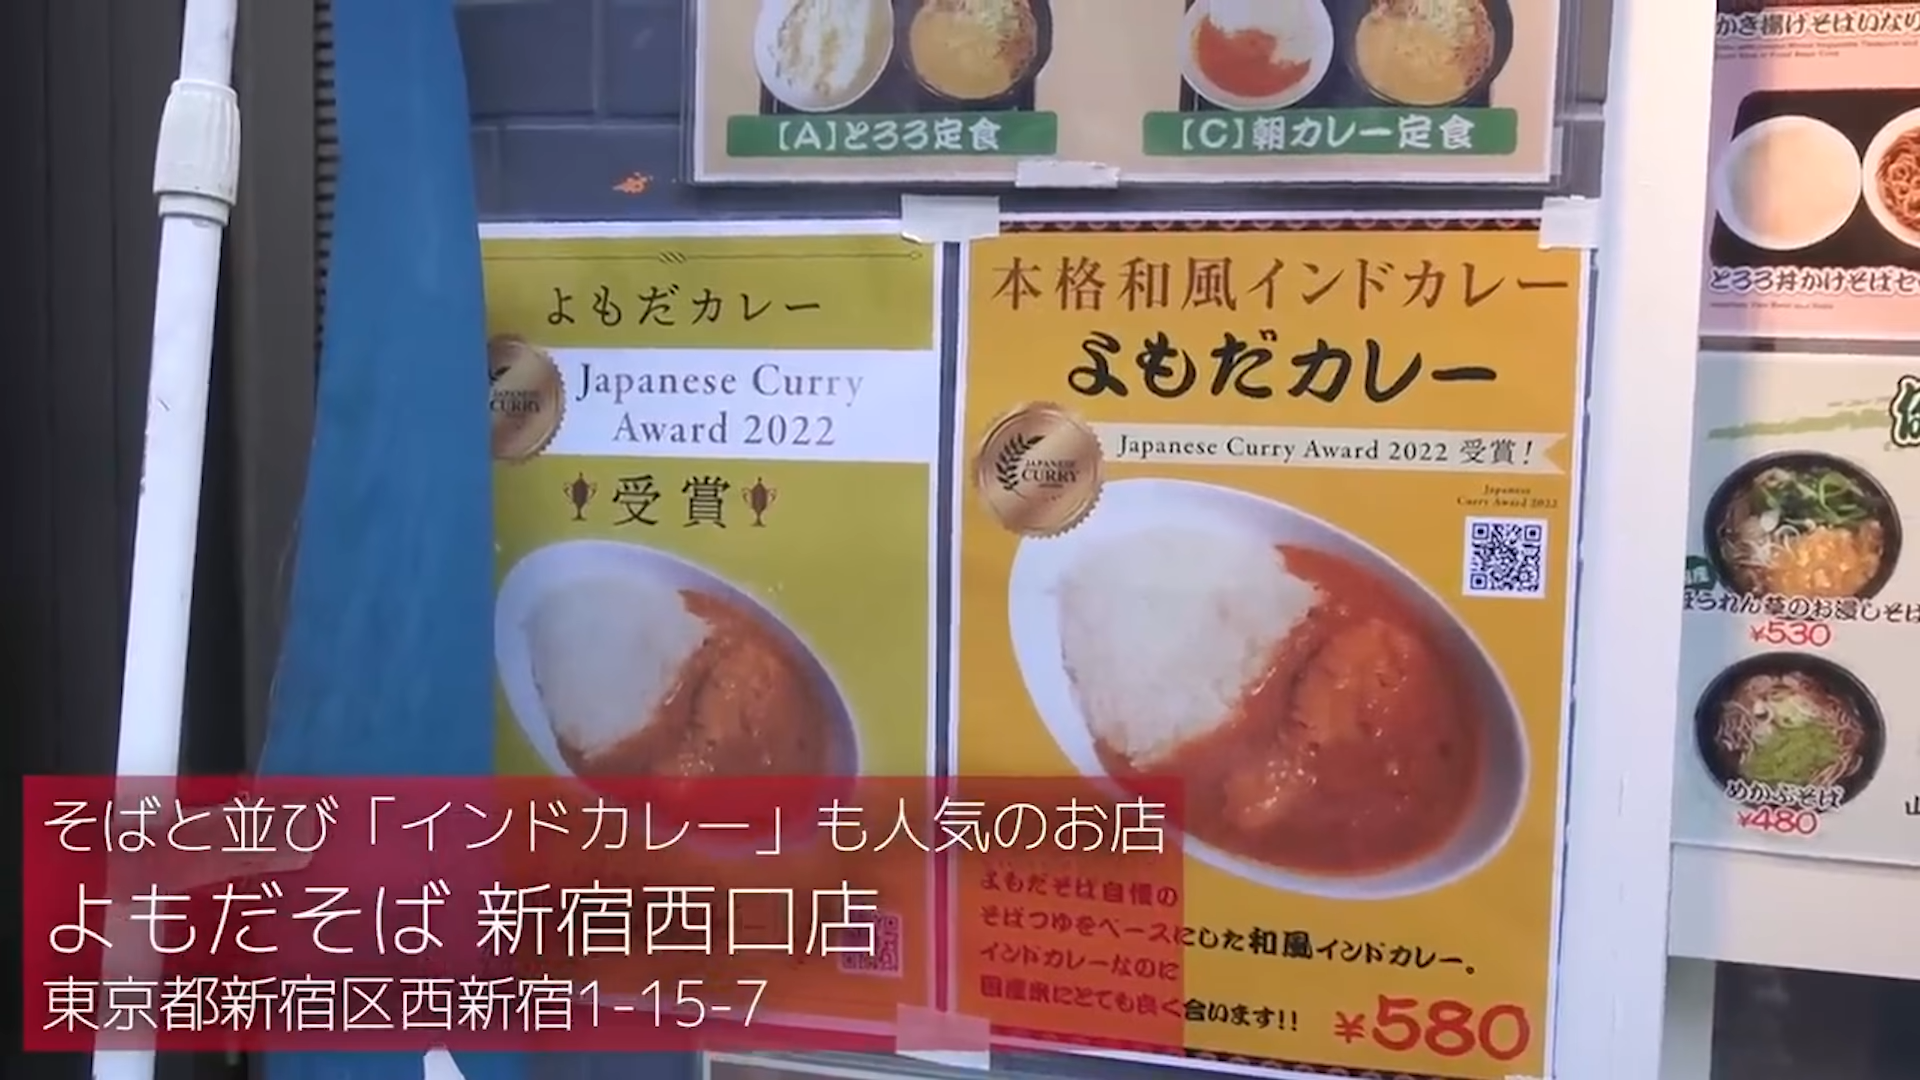 【A】とろろ定食
【C】朝カレー定食
かき揚げそばいなり
とろろ丼かけそばセ
よもだカレー
Japanese Curry
Award 2022
受賞
本格和風インドカレー
よもだカレー
JAPANESE
CURRY
Japanese Curry Award 2022 受賞！
Japanese
Curry Award 2022
よもだそば自慢の
そばつゆをベースにした和風インドカレー。
インドカレーなのに
国産米にとても良く合います!!
¥580
ほうれん草のお浸しそば
¥530
めかぶそば
¥480
そばと並び「インドカレー」も人気のお店
よもだそば 新宿西口店
東京都新宿区西新宿1-15-7